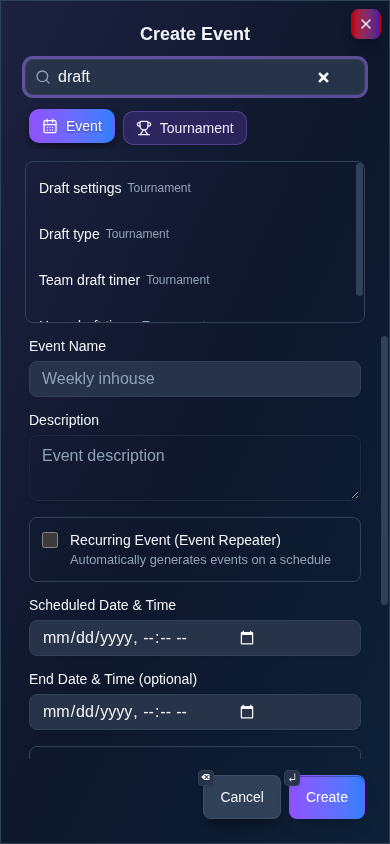 Create Event
draft
Event Tournament
Draft settings Tournament
Draft type Tournament
Team draft timer Tournament
Event Name
Weekly inhouse
Description
Event description
Recurring Event (Event Repeater)
Automatically generates events on a schedule
Scheduled Date & Time
mm/dd/yyyy, --:-- --
End Date & Time (optional)
mm/dd/yyyy, --:-- --
Cancel Create